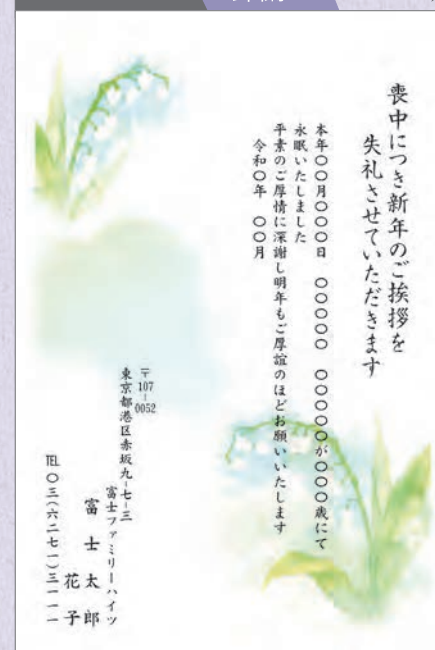 喪中につき新年のご挨拶を
失礼させていただきます
本年〇〇月〇〇〇日　〇〇〇〇〇　〇〇〇〇〇が〇〇〇歳にて
永眠いたしました
平素のご厚情に深謝し明年もご厚誼のほどお願いいたします
令和〇年　〇〇月
〒107-0052
東京都港区赤坂九-七-三
富士ファミリーハイツ
富士太郎
花子
TEL 〇三(六二七一)三一一一